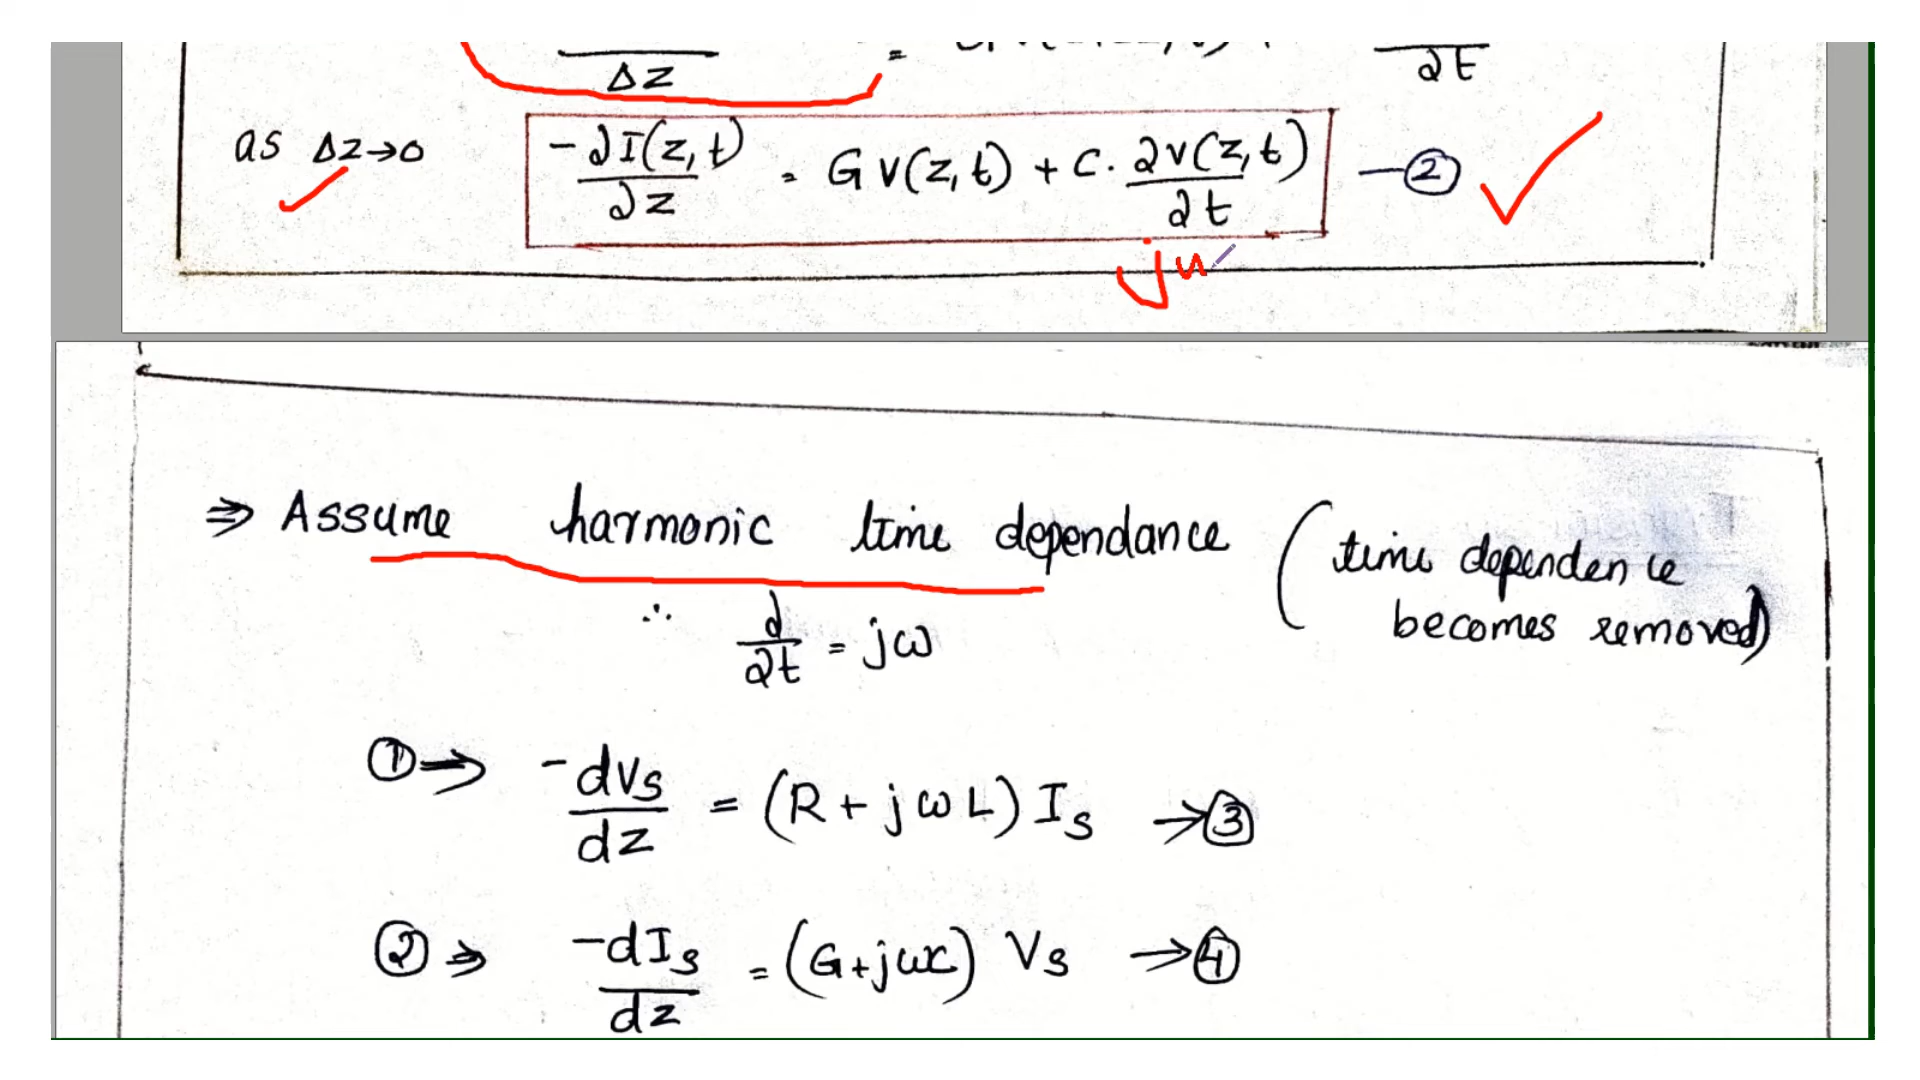 ΔZ = ∂t
as ΔZ→0 -∂I(z,t)/∂z = G V(z,t) + C. ∂V(z,t)/∂t —②
jω
⇒ Assume harmonic time dependance (time dependence
becomes removed)
∴ d/∂t = jω
①⇒ -dVs/dz = (R + jωL) Is →③
②⇒ -dIs/dz = (G+jωC) Vs →④